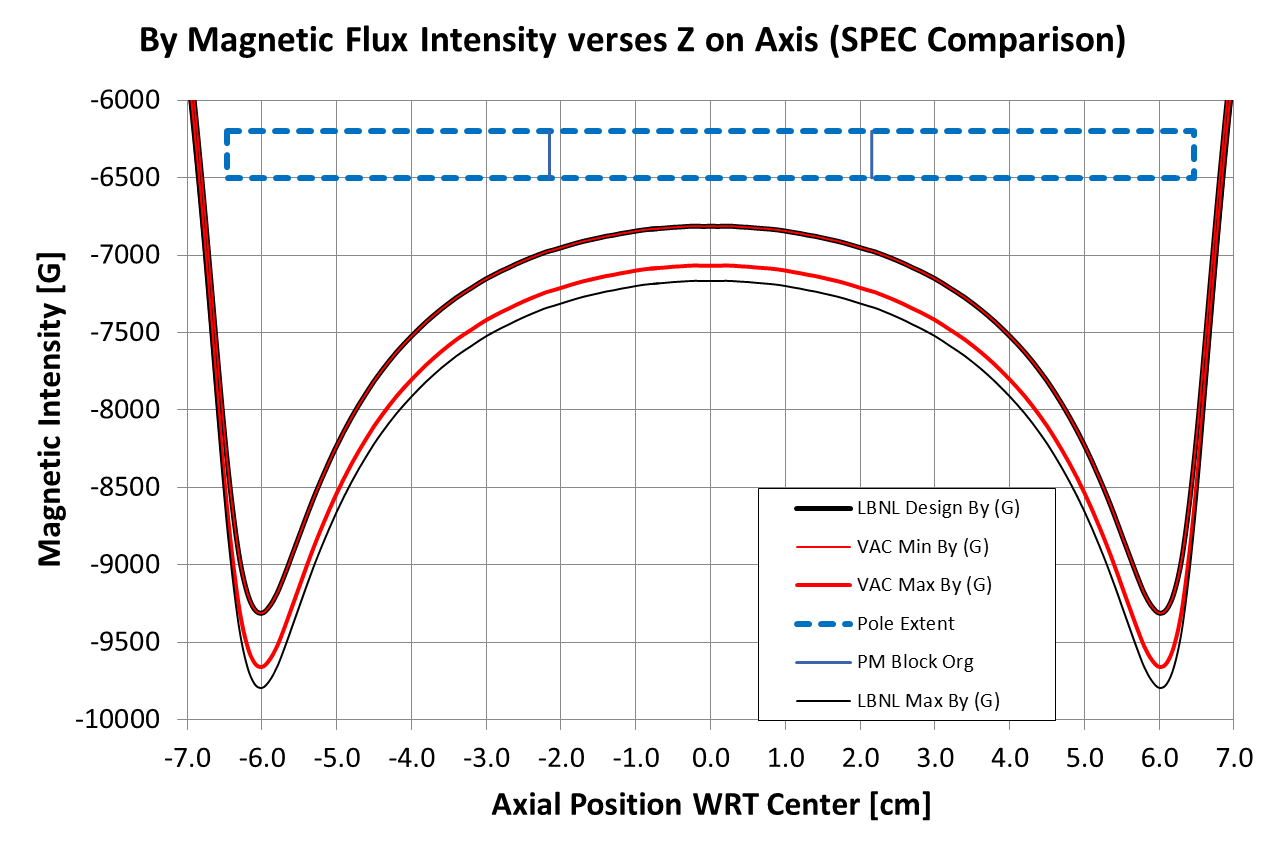 By Magnetic Flux Intensity verses Z on Axis (SPEC Comparison)
-6000
-6500
-7000
-7500
-8000
-8500
-9000
-9500
-10000
Magnetic Intensity [G]
LBNL Design By (G)
VAC Min By (G)
VAC Max By (G)
Pole Extent
PM Block Org
LBNL Max By (G)
-7.0 -6.0 -5.0 -4.0 -3.0 -2.0 -1.0 0.0 1.0 2.0 3.0 4.0 5.0 6.0 7.0
Axial Position WRT Center [cm]